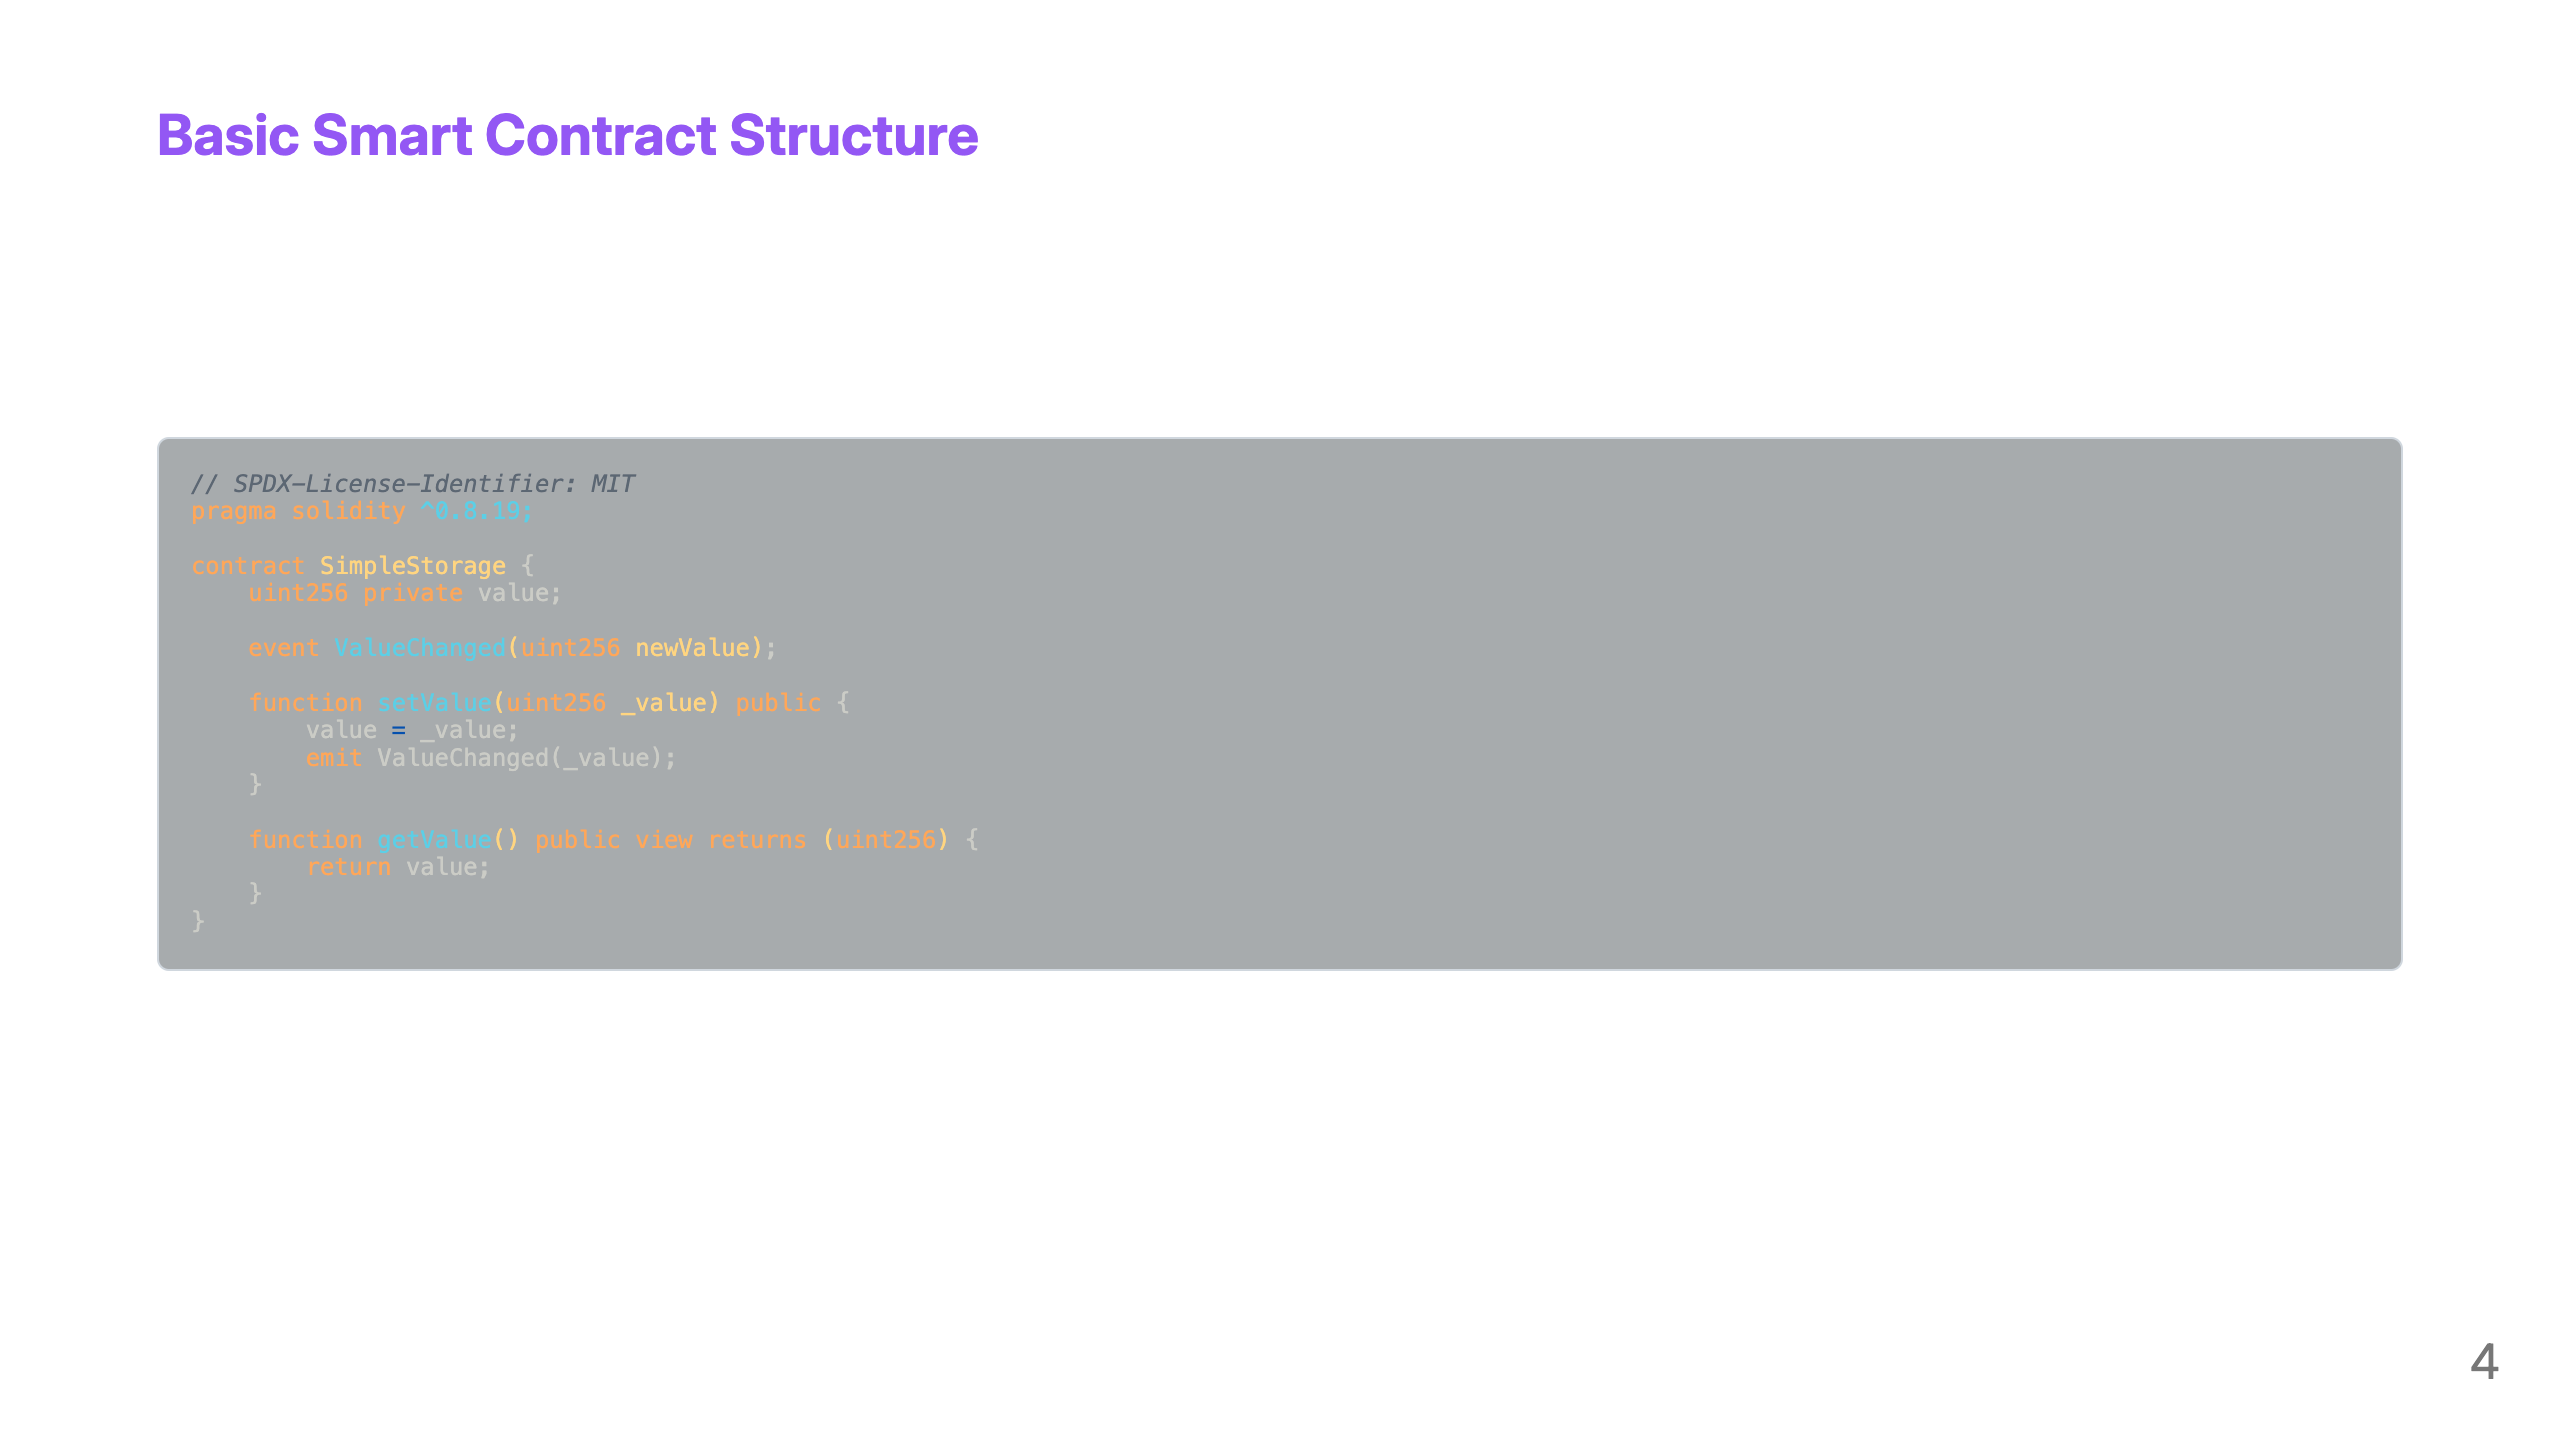 Basic Smart Contract Structure
// SPDX-License-Identifier: MIT
pragma solidity ^0.8.19;
contract SimpleStorage {
    uint256 private value;
    event ValueChanged(uint256 newValue);
    function setValue(uint256 _value) public {
        value = _value;
        emit ValueChanged(_value);
    }
    function getValue() public view returns (uint256) {
        return value;
    }
}
4